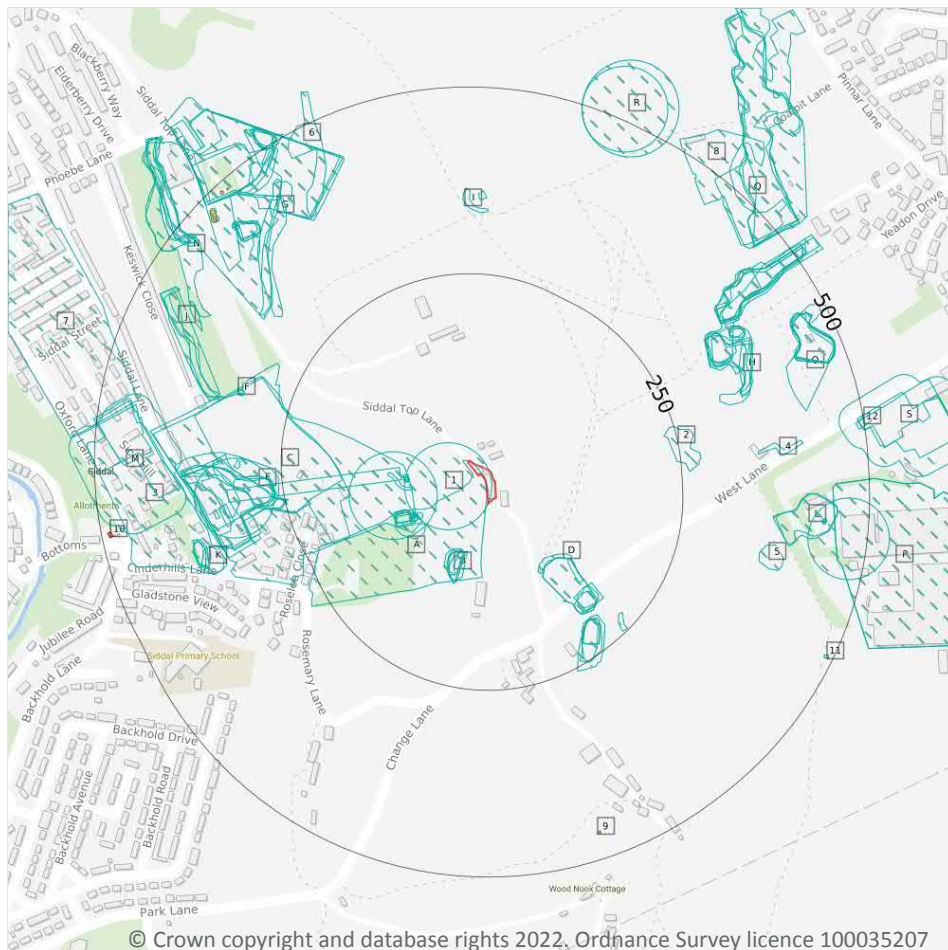 Blackberry Way
Elderberry Drive
Phoebe Lane
Siddal Top Lane
6
G
N
J
Keswick Close
7
Siddal Street
Siddal Lane
Oxford Lane
F
M
Siddal
3
Allotments
10
Bottoms
C
E
K
Cinderhills Lane
Gladstone View
Roselea Close
Jubilee Road
Siddal Primary School
Backhold Lane
Rosemary Lane
Backhold Drive
Backhold Avenue
Backhold Road
Park Lane
Change Lane
Siddal Top Lane
1
A
I
D
250
2
West Lane
4
500
R
8
Q
Coalpit Lane
Pinnar Lane
Yeadon Drive
H
O
12
S
L
5
P
11
9
Wood Nook Cottage
© Crown copyright and database rights 2022. Ordnance Survey licence 100035207